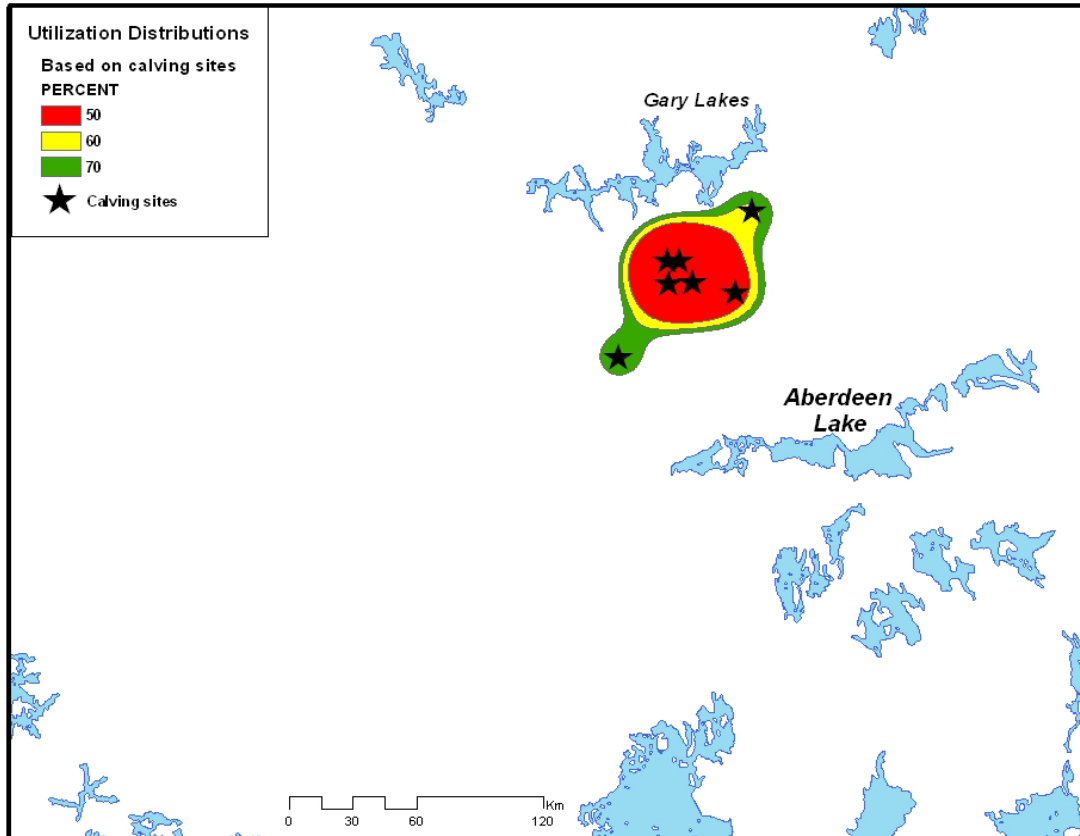 Utilization Distributions
Based on calving sites
PERCENT
50
60
70
Calving sites
Gary Lakes
Aberdeen
Lake
Km
0 30 60 120